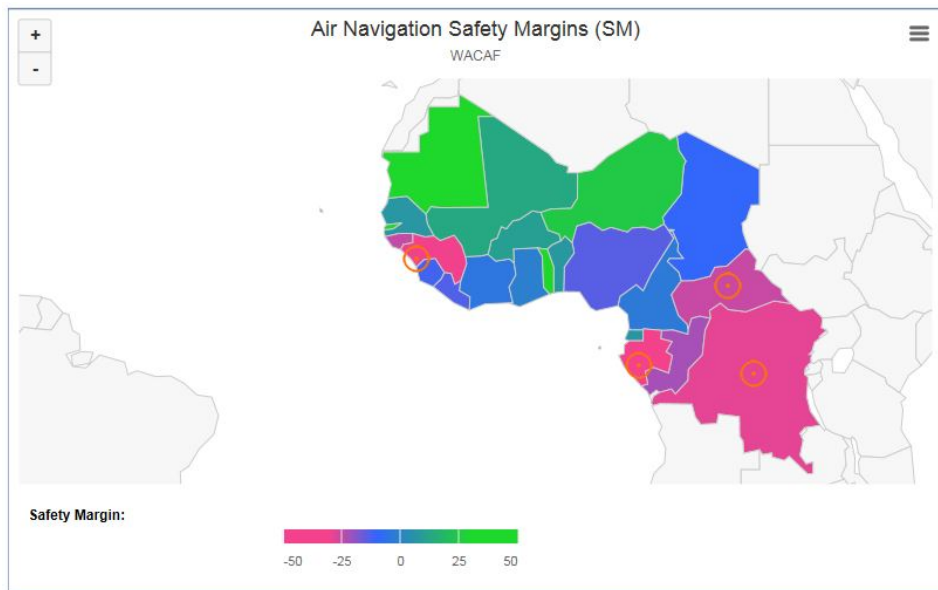 +
Air Navigation Safety Margins (SM)
-
WACAF
Safety Margin:
-50 -25 0 25 50